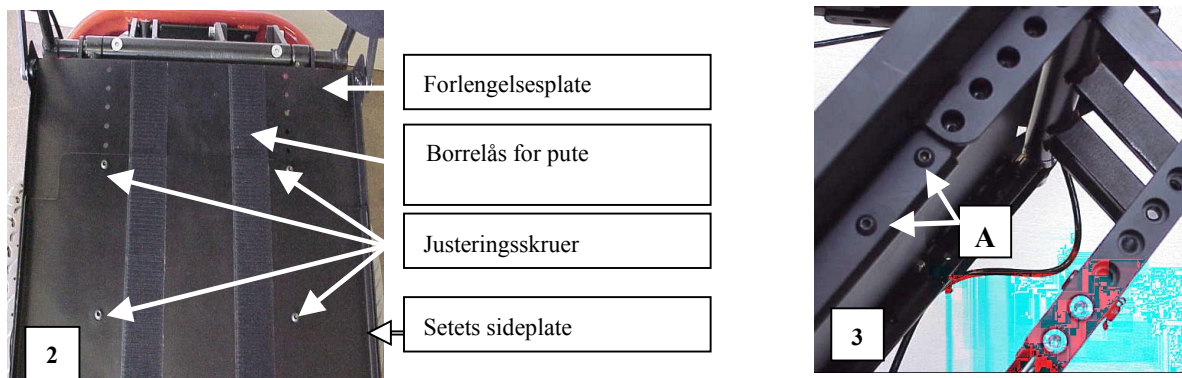 Forlengelsesplate
Borrelås for pute
Justeringsskruer
Setets sideplate
2
A
3